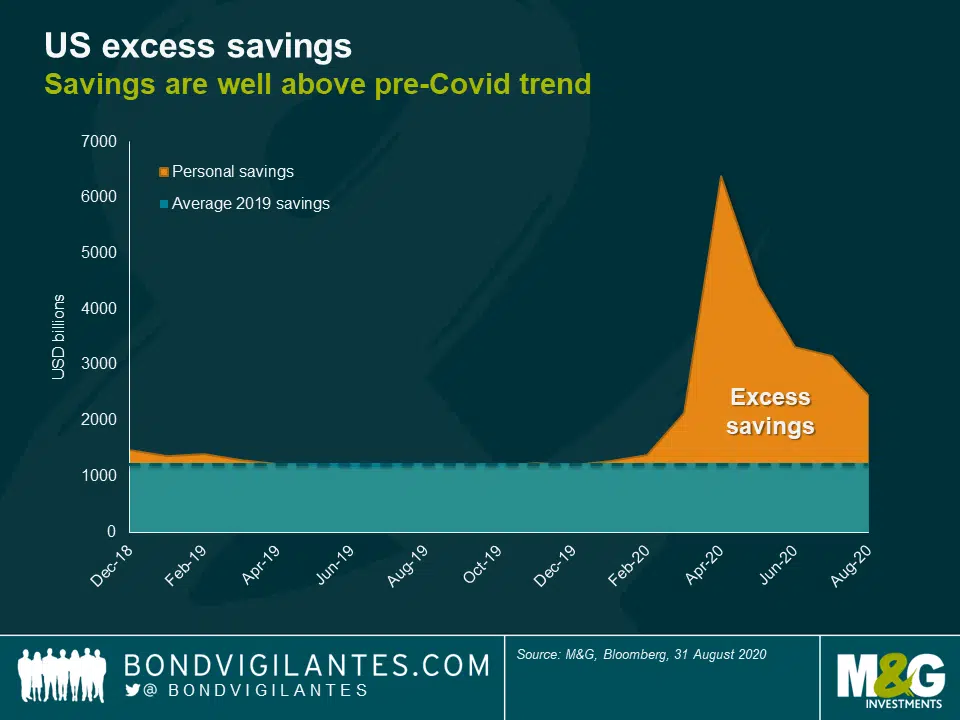 US excess savings
Savings are well above pre-Covid trend
7000
6000
5000
4000
3000
2000
1000
0
USD billions
Personal savings
Average 2019 savings
Excess
savings
Dec-18
Feb-19
Apr-19
Jun-19
Aug-19
Oct-19
Dec-19
Feb-20
Apr-20
Jun-20
Aug-20
BONDVIGILANTES.COM
@ BONDVIGILANTES
Source: M&G, Bloomberg, 31 August 2020
M&G
INVESTMENTS